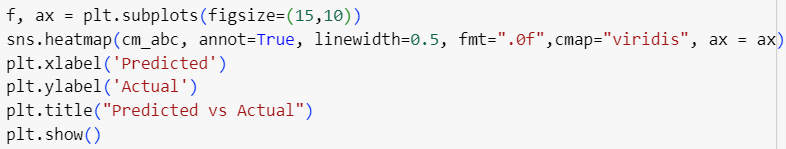 f, ax = plt.subplots(figsize=(15,10))
sns.heatmap(cm_abc, annot=True, linewidth=0.5, fmt=".0f",cmap="viridis", ax = ax)
plt.xlabel('Predicted')
plt.ylabel('Actual')
plt.title("Predicted vs Actual")
plt.show()